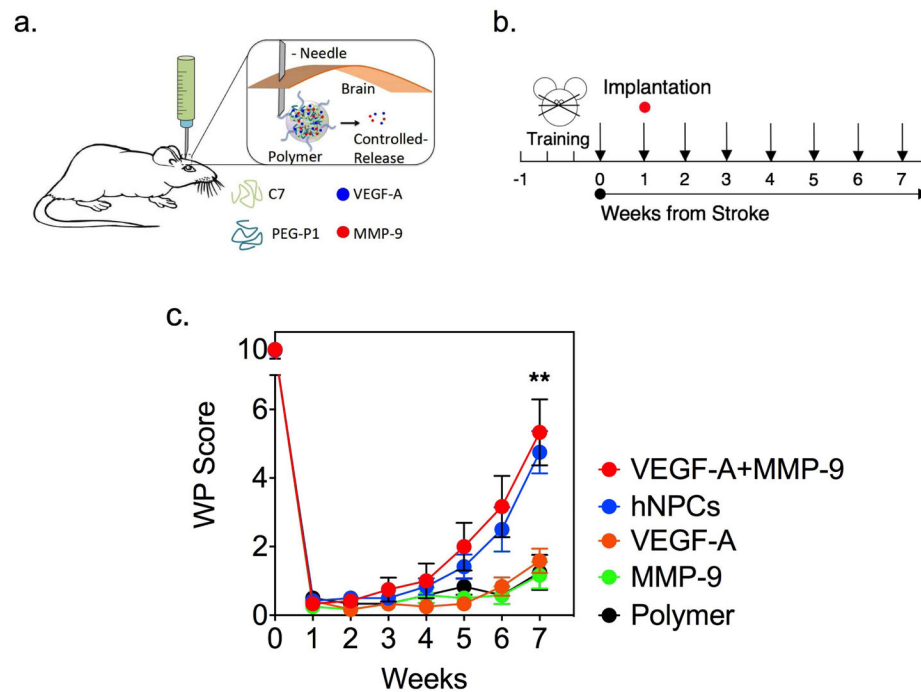 a.
- Needle
Brain
Polymer
Controlled-
Release
C7
VEGF-A
PEG-P1
MMP-9
b.
Implantation
Training
-1 0 1 2 3 4 5 6 7
Weeks from Stroke
c.
WP Score
10
6
4
2
0
**
0 1 2 3 4 5 6 7
Weeks
VEGF-A+MMP-9
hNPCs
VEGF-A
MMP-9
Polymer